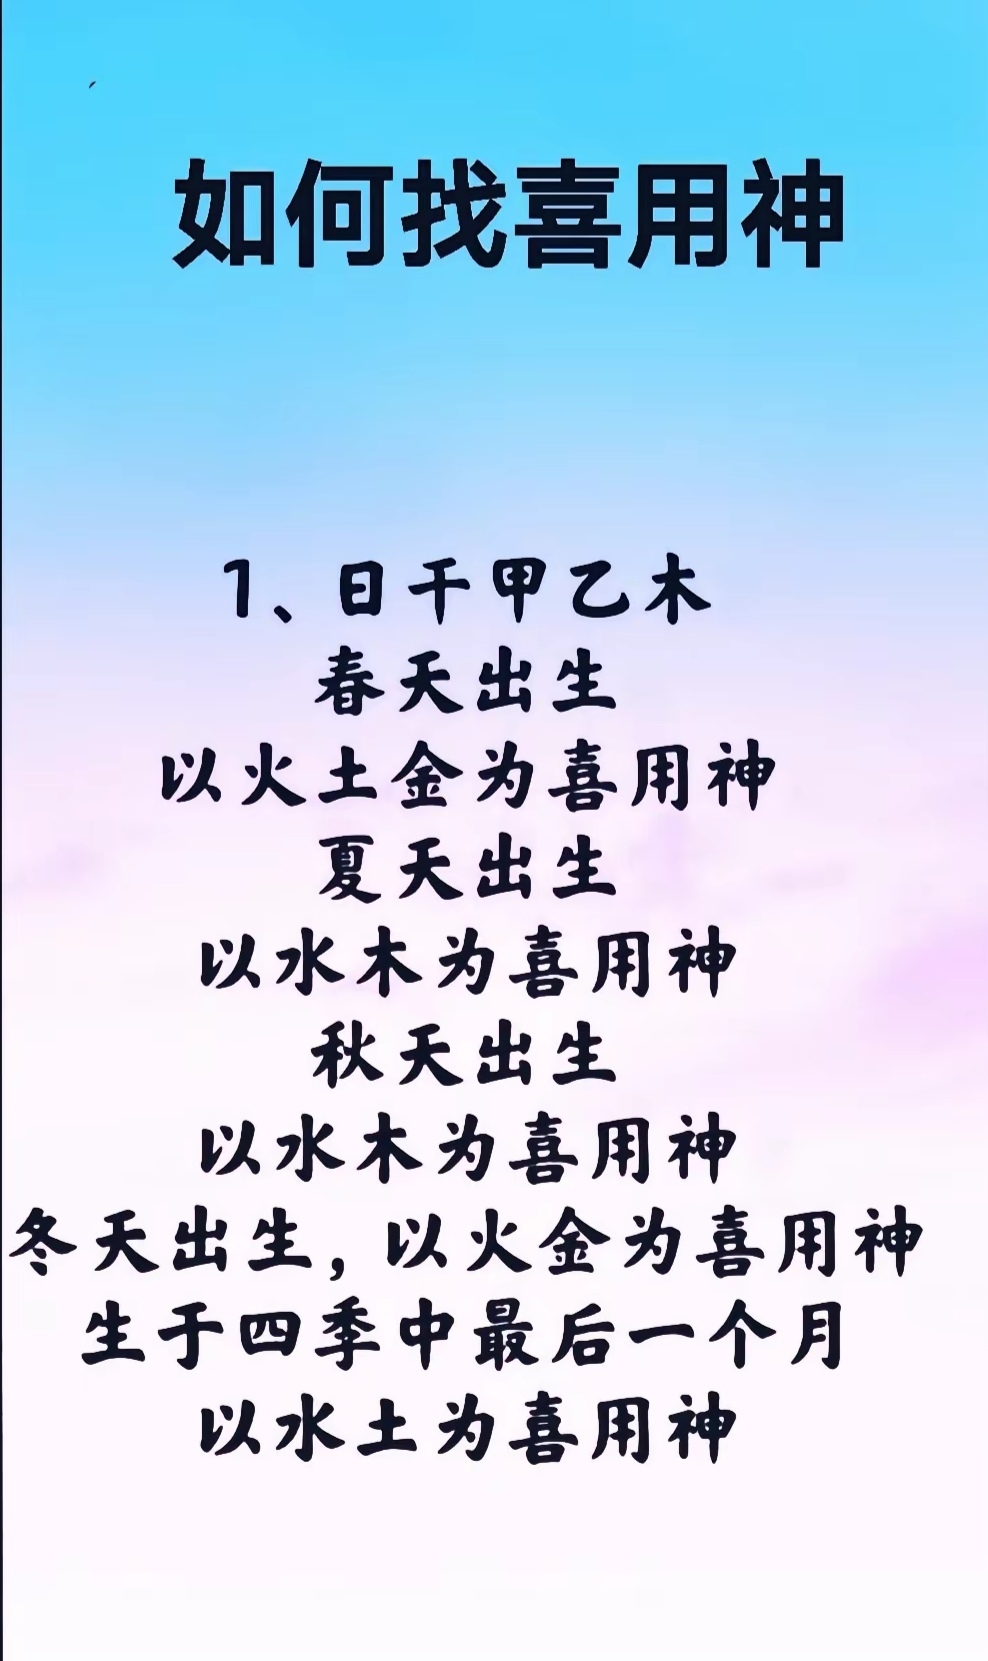 如何找喜用神
1、日干甲乙木
春天出生
以火土金为喜用神
夏天出生
以水木为喜用神
秋天出生
以水木为喜用神
冬天出生，以火金为喜用神
生于四季中最后一个月
以水土为喜用神